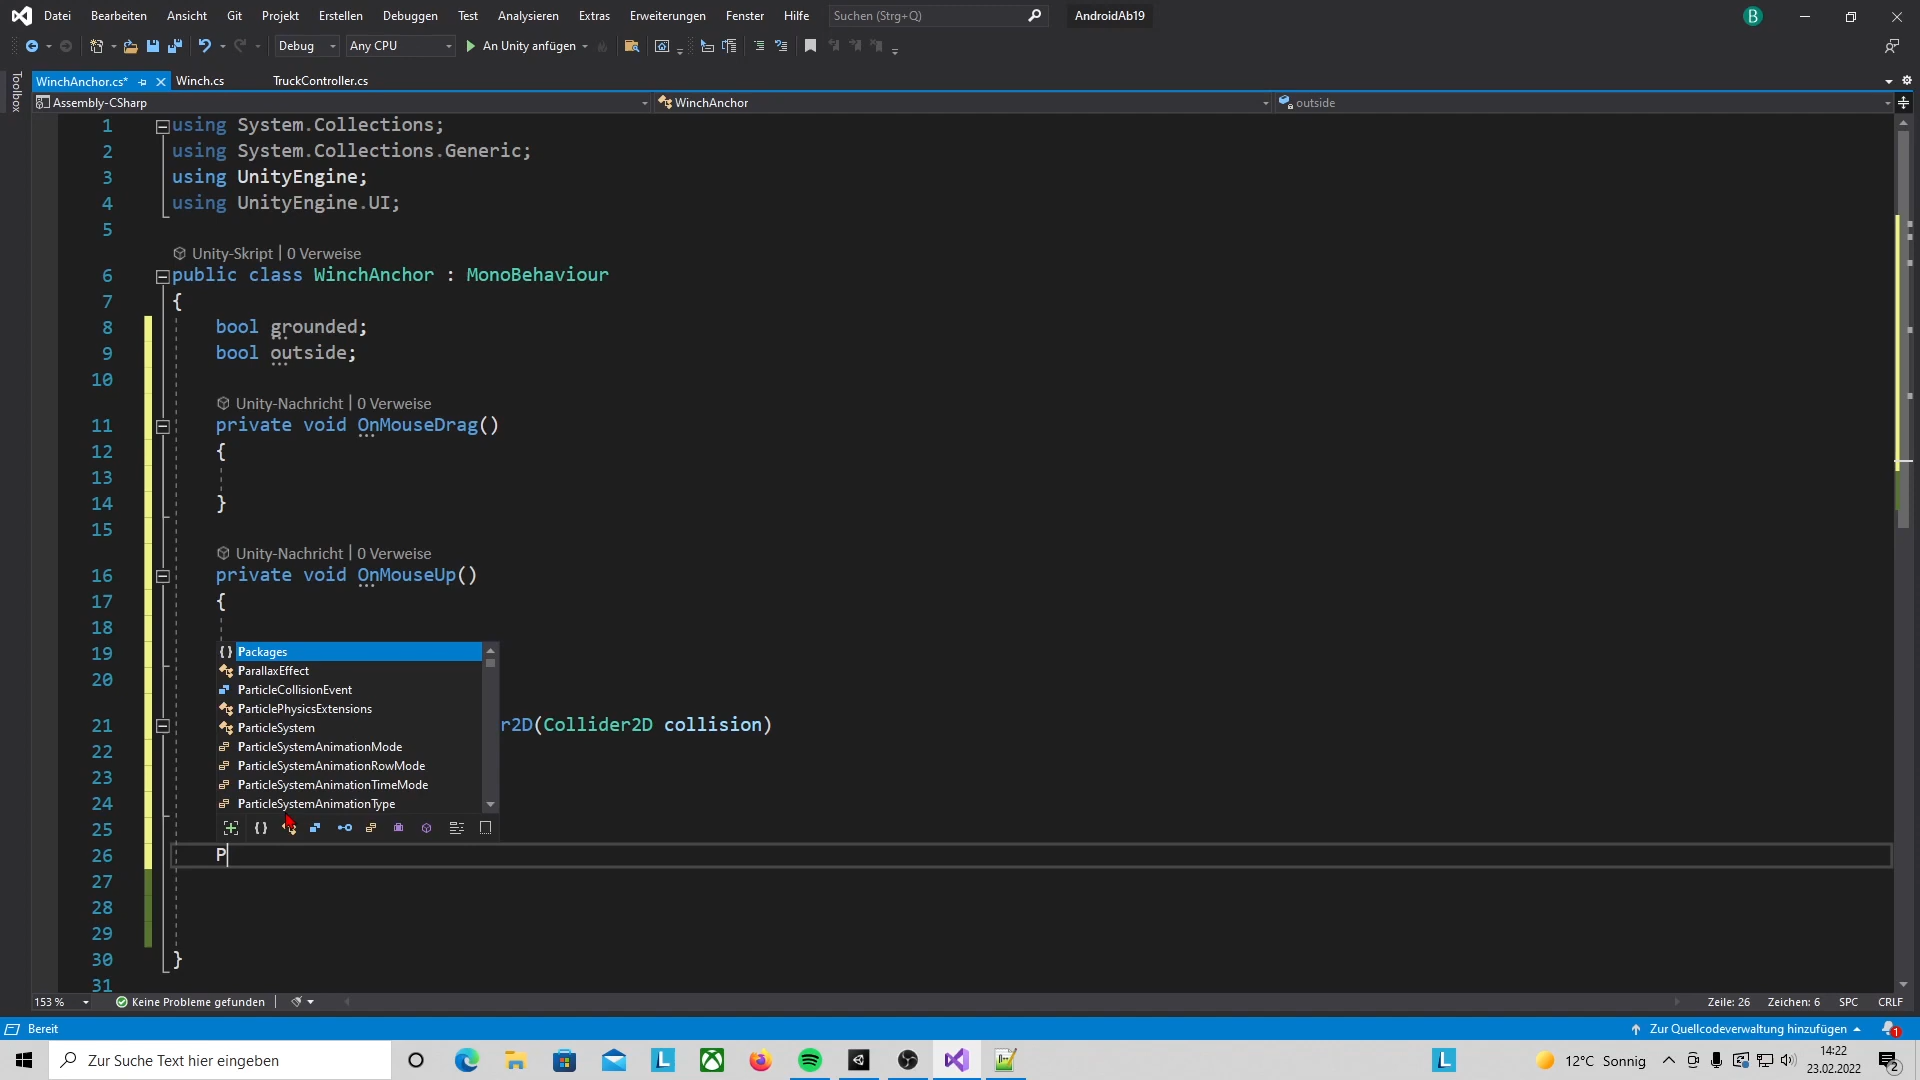 Datei Bearbeiten Ansicht Git Projekt Erstellen Debuggen Test Analysieren Extras Erweiterungen Fenster Hilfe Suchen (Strg+Q) AndroidAb19 B
Debug Any CPU An Unity anfügen
Toolbox
WinchAnchor.cs* Winch.cs TruckController.cs
Assembly-CSharp WinchAnchor outside
1 using System.Collections;
2 using System.Collections.Generic;
3 using UnityEngine;
4 using UnityEngine.UI;
5
Unity-Skript | 0 Verweise
6 public class WinchAnchor : MonoBehaviour
7 {
8 bool grounded;
9 bool outside;
10
Unity-Nachricht | 0 Verweise
11 private void OnMouseDrag()
12 {
13
14 }
15
Unity-Nachricht | 0 Verweise
16 private void OnMouseUp()
17 {
18
19 {} Packages
20 ParallaxEffect
ParticleCollisionEvent
ParticlePhysicsExtensions
21 ParticleSystem r2D(Collider2D collision)
22 ParticleSystemAnimationMode
23 ParticleSystemAnimationRowMode
ParticleSystemAnimationTimeMode
24 ParticleSystemAnimationType
25
26 P
27
28
29
30 }
31
153 % Keine Probleme gefunden Zeile: 26 Zeichen: 6 SPC CRLF
Bereit Zur Quellcodeverwaltung hinzufügen 1
Zur Suche Text hier eingeben L L 12°C Sonnig 14:22
23.02.2022 2